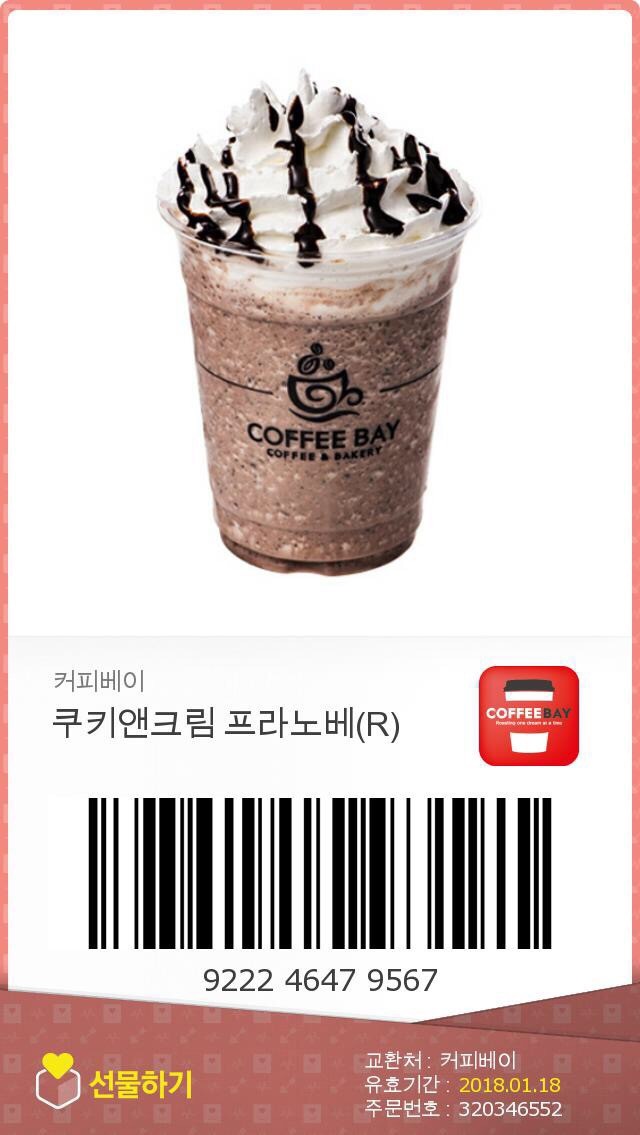 COFFEE BAY
COFFEE & BAKERY
커피베이
쿠키앤크림 프라노베(R)
COFFEEBAY
Roasting one dream at a time
9222 4647 9567
선물하기
교환처 : 커피베이
유효기간 : 2018.01.18
주문번호 : 320346552